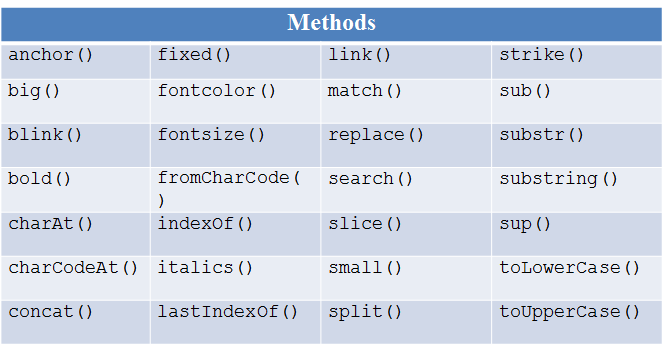 Methods
anchor() fixed() link() strike()
big() fontcolor() match() sub()
blink() fontsize() replace() substr()
bold() fromCharCode( search() substring()
)
charAt() indexOf() slice() sup()
charCodeAt() italics() small() toLowerCase()
concat() lastIndexOf() split() toUpperCase()